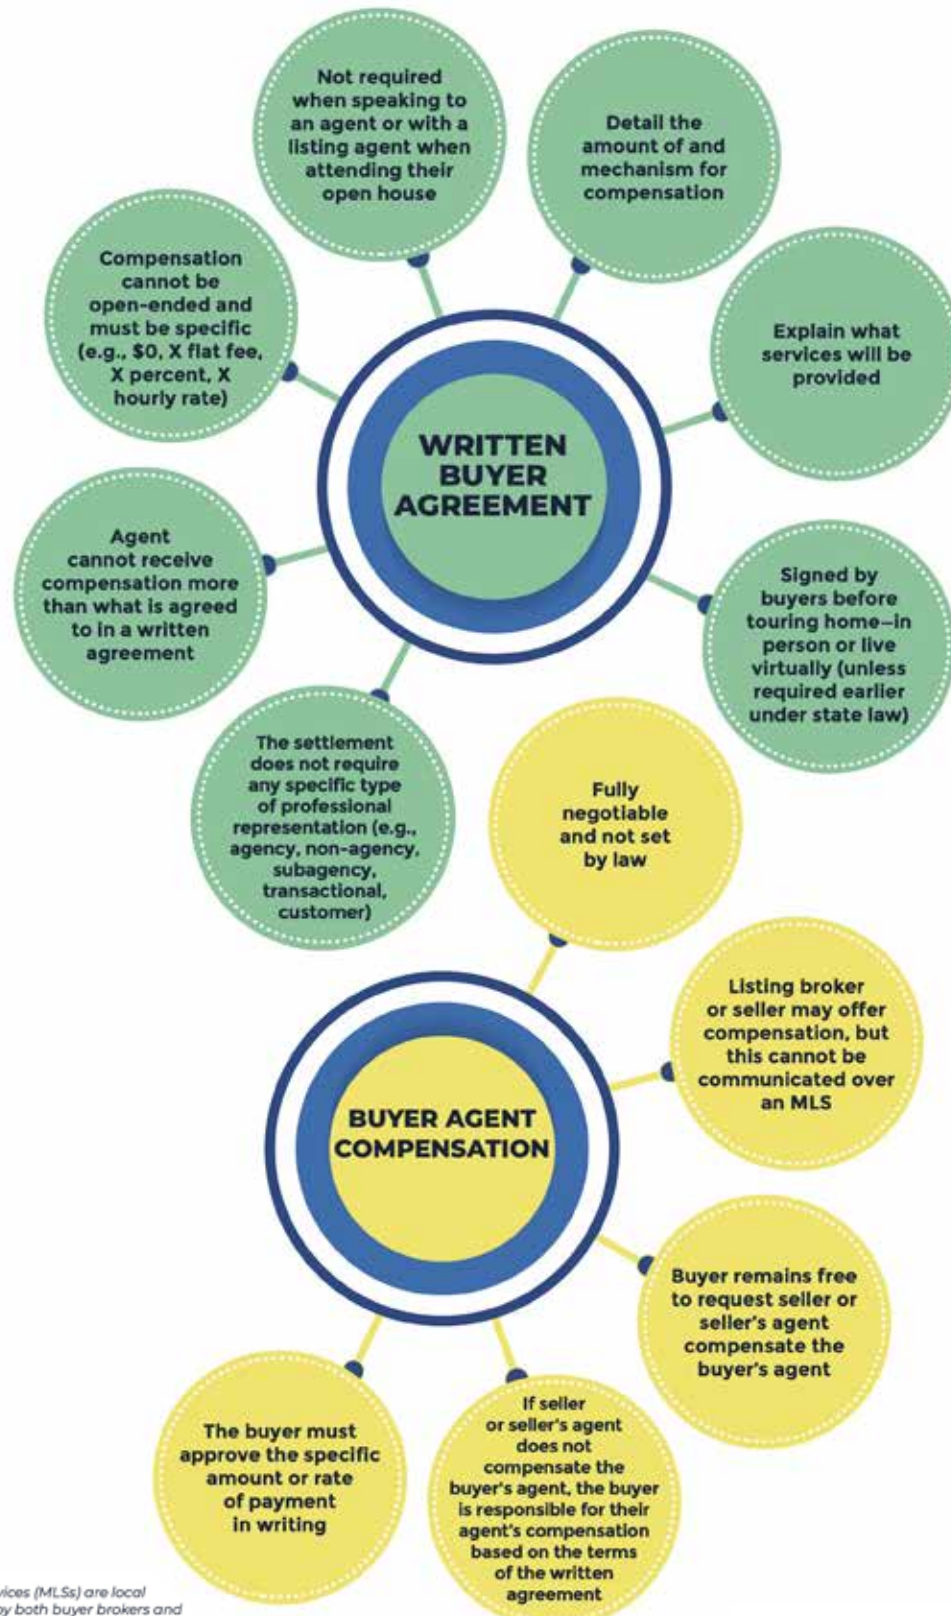 Not required
when speaking to
an agent or with a
listing agent when
attending their
open house
Detail the
amount of and
mechanism for
compensation
Compensation
cannot be
open-ended and
must be specific
(e.g., $0, X flat fee,
X percent, X
hourly rate)
Explain what
services will be
provided
WRITTEN
BUYER
AGREEMENT
Agent
cannot receive
compensation more
than what is agreed
to in a written
agreement
Signed by
buyers before
touring home—in
person or live
virtually (unless
required earlier
under state law)
The settlement
does not require
any specific type
of professional
representation (e.g.,
agency, non-agency,
subagency,
transactional,
customer)
Fully
negotiable
and not set
by law
Listing broker
or seller may offer
compensation, but
this cannot be
communicated over
an MLS
BUYER AGENT
COMPENSATION
Buyer remains free
to request seller or
seller's agent
compensate the
buyer's agent
The buyer must
approve the specific
amount or rate
of payment
in writing
If seller
or seller's agent
does not
compensate the
buyer's agent, the buyer
is responsible for their
agent's compensation
based on the terms
of the written
agreement
vices (MLSs) are local
by both buyer brokers and